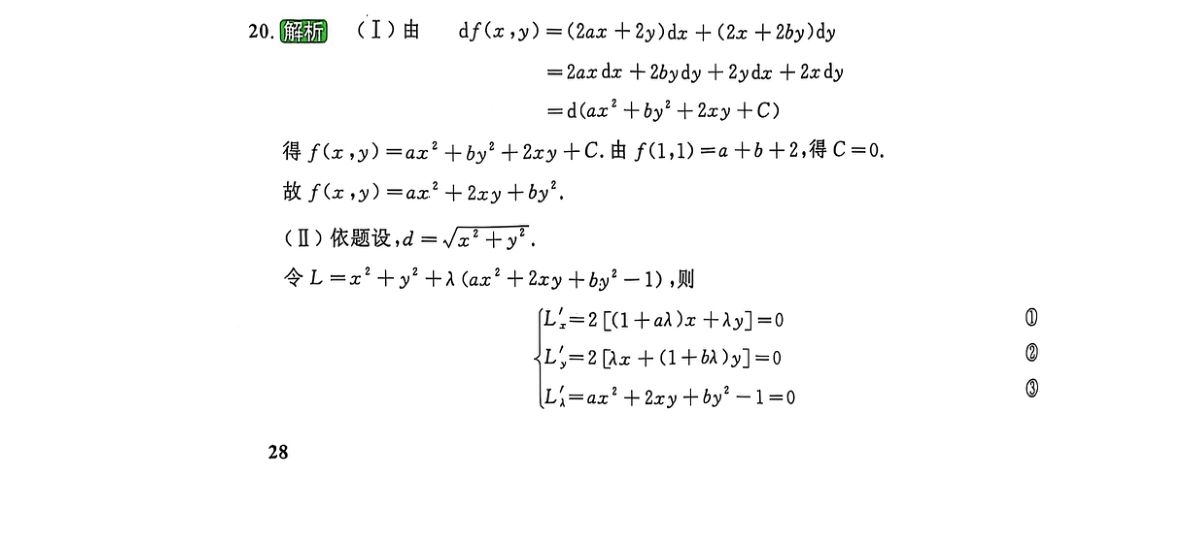 20. 解析 （Ⅰ）由 df(x,y)=(2ax+2y)dx+(2x+2by)dy
=2axdx+2bydy+2ydx+2xdy
=d(ax²+by²+2xy+C)
得 f(x,y)=ax²+by²+2xy+C.由 f(1,1)=a+b+2,得 C=0.
故 f(x,y)=ax²+2xy+by².
（Ⅱ）依题设,d=√(x²+y²).
令 L=x²+y²+λ(ax²+2xy+by²-1),则
L′ₓ=2[(1+aλ)x+λy]=0 ①
L′_y=2[λx+(1+bλ)y]=0 ②
L′_λ=ax²+2xy+by²-1=0 ③
28